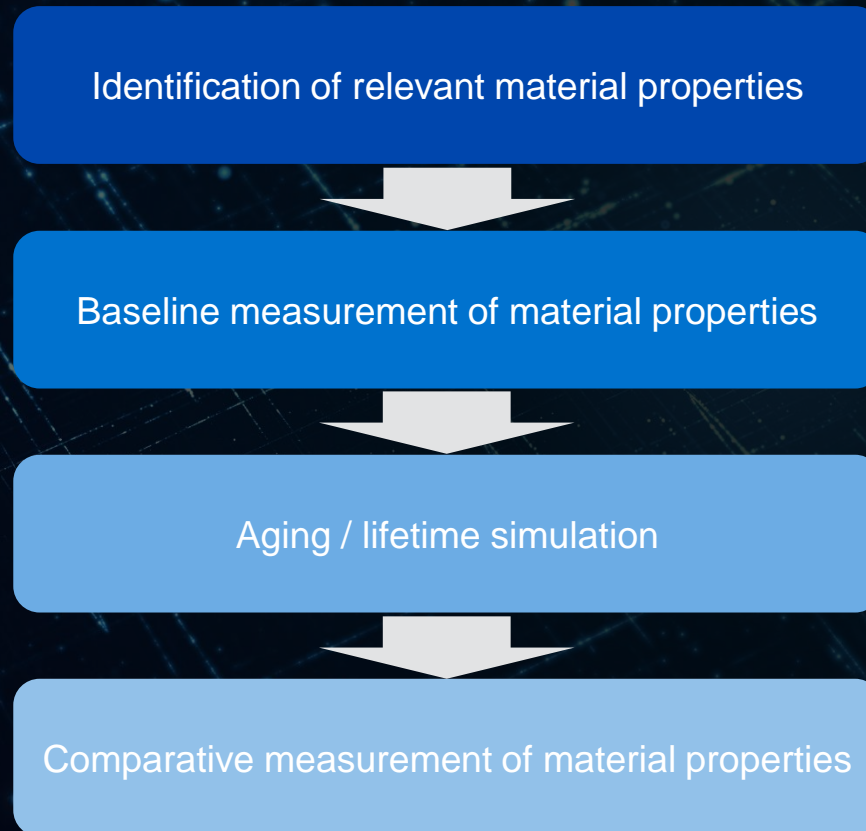 Identification of relevant material properties
Baseline measurement of material properties
Aging / lifetime simulation
Comparative measurement of material properties